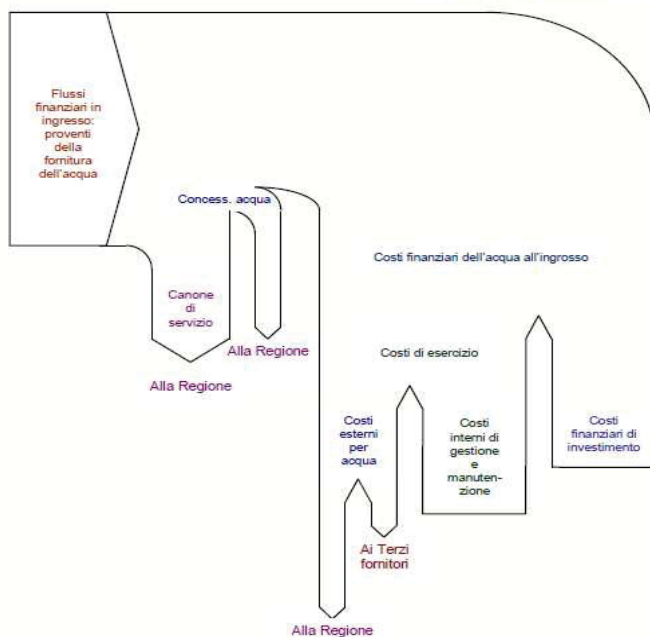 Flussi
finanziari in
ingresso:
proventi
della
fornitura
dell'acqua
Concess. acqua
Costi finanziari dell'acqua all'ingrosso
Canone
di
servizio
Alla Regione
Alla Regione
Costi di esercizio
Costi
esterni
per
acqua
Costi
interni di
gestione
e
manuten-
zione
Costi
finanziari di
investimento
Ai Terzi
fornitori
Alla Regione